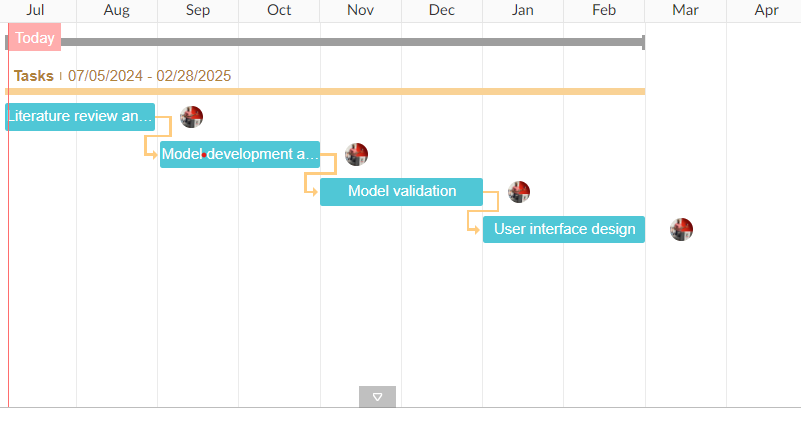 Jul Aug Sep Oct Nov Dec Jan Feb Mar Apr
Today
Tasks 07/05/2024 - 02/28/2025
Literature review an...
Model development a...
Model validation
User interface design